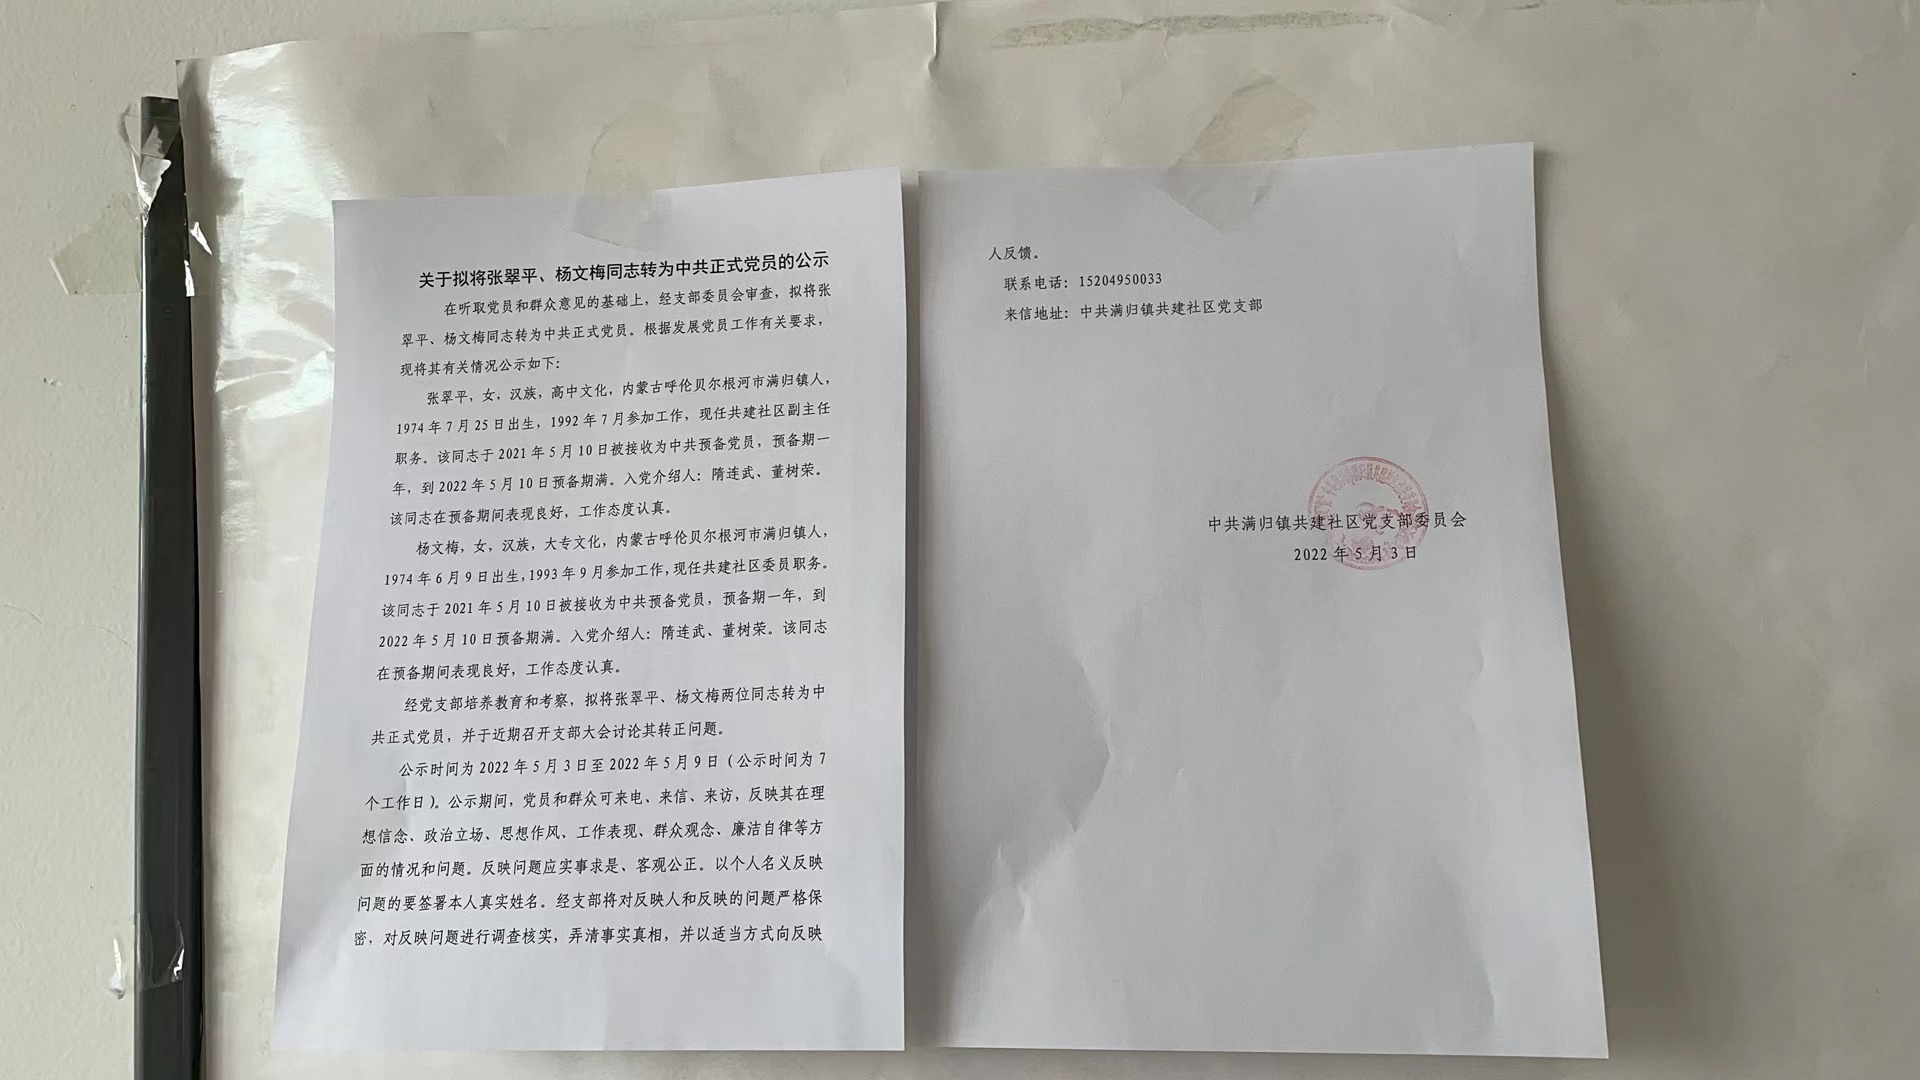 关于拟将张翠平、杨文梅同志转为中共正式党员的公示
在听取党员和群众意见的基础上，经支部委员会审查，拟将张
翠平、杨文梅同志转为中共正式党员。根据发展党员工作有关要求，
现将其有关情况公示如下：
张翠平，女，汉族，高中文化，内蒙古呼伦贝尔根河市满归镇人，
1974年7月25日出生，1992年7月参加工作，现任共建社区副主任
职务。该同志于2021年5月10日被接收为中共预备党员，预备期一
年，到2022年5月10日预备期满。入党介绍人：隋连武、董树荣。
该同志在预备期间表现良好，工作态度认真。
杨文梅，女，汉族，大专文化，内蒙古呼伦贝尔根河市满归镇人，
1974年6月9日出生，1993年9月参加工作，现任共建社区委员职务。
该同志于2021年5月10日被接收为中共预备党员，预备期一年，到
2022年5月10日预备期满。入党介绍人：隋连武、董树荣。该同志
在预备期间表现良好，工作态度认真。
经党支部培养教育和考察，拟将张翠平、杨文梅两位同志转为中
共正式党员，并于近期召开支部大会讨论其转正问题。
公示时间为2022年5月3日至2022年5月9日（公示时间为7
个工作日）。公示期间，党员和群众可来电、来信、来访，反映其在理
想信念、政治立场、思想作风、工作表现、群众观念、廉洁自律等方
面的情况和问题。反映问题应实事求是、客观公正。以个人名义反映
问题的要签署本人真实姓名。经支部将对反映人和反映的问题严格保
密，对反映问题进行调查核实，弄清事实真相，并以适当方式向反映
人反馈。
联系电话：15204950033
来信地址：中共满归镇共建社区党支部
中共满归镇共建社区党支部委员会
2022年5月3日